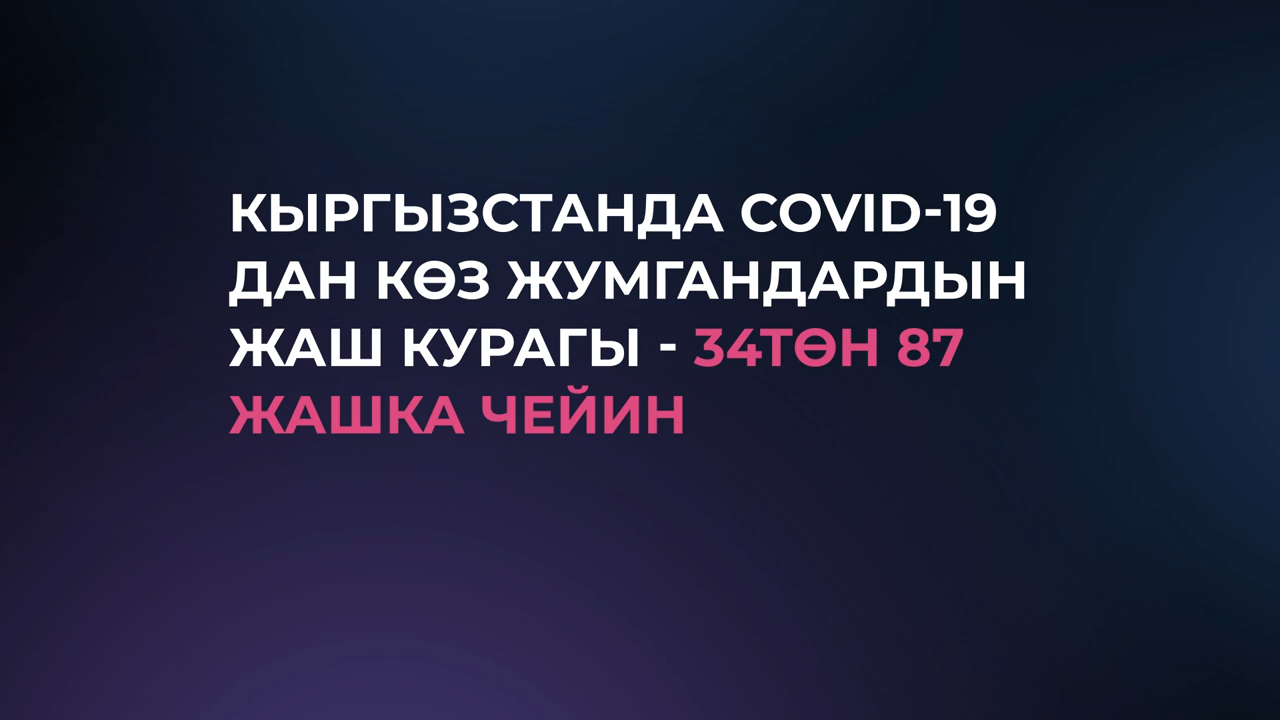 КЫРГЫЗСТАНДА COVID-19
ДАН КӨЗ ЖУМГАНДАРДЫН
ЖАШ КУРАГЫ - 34ТӨН 87
ЖАШКА ЧЕЙИН